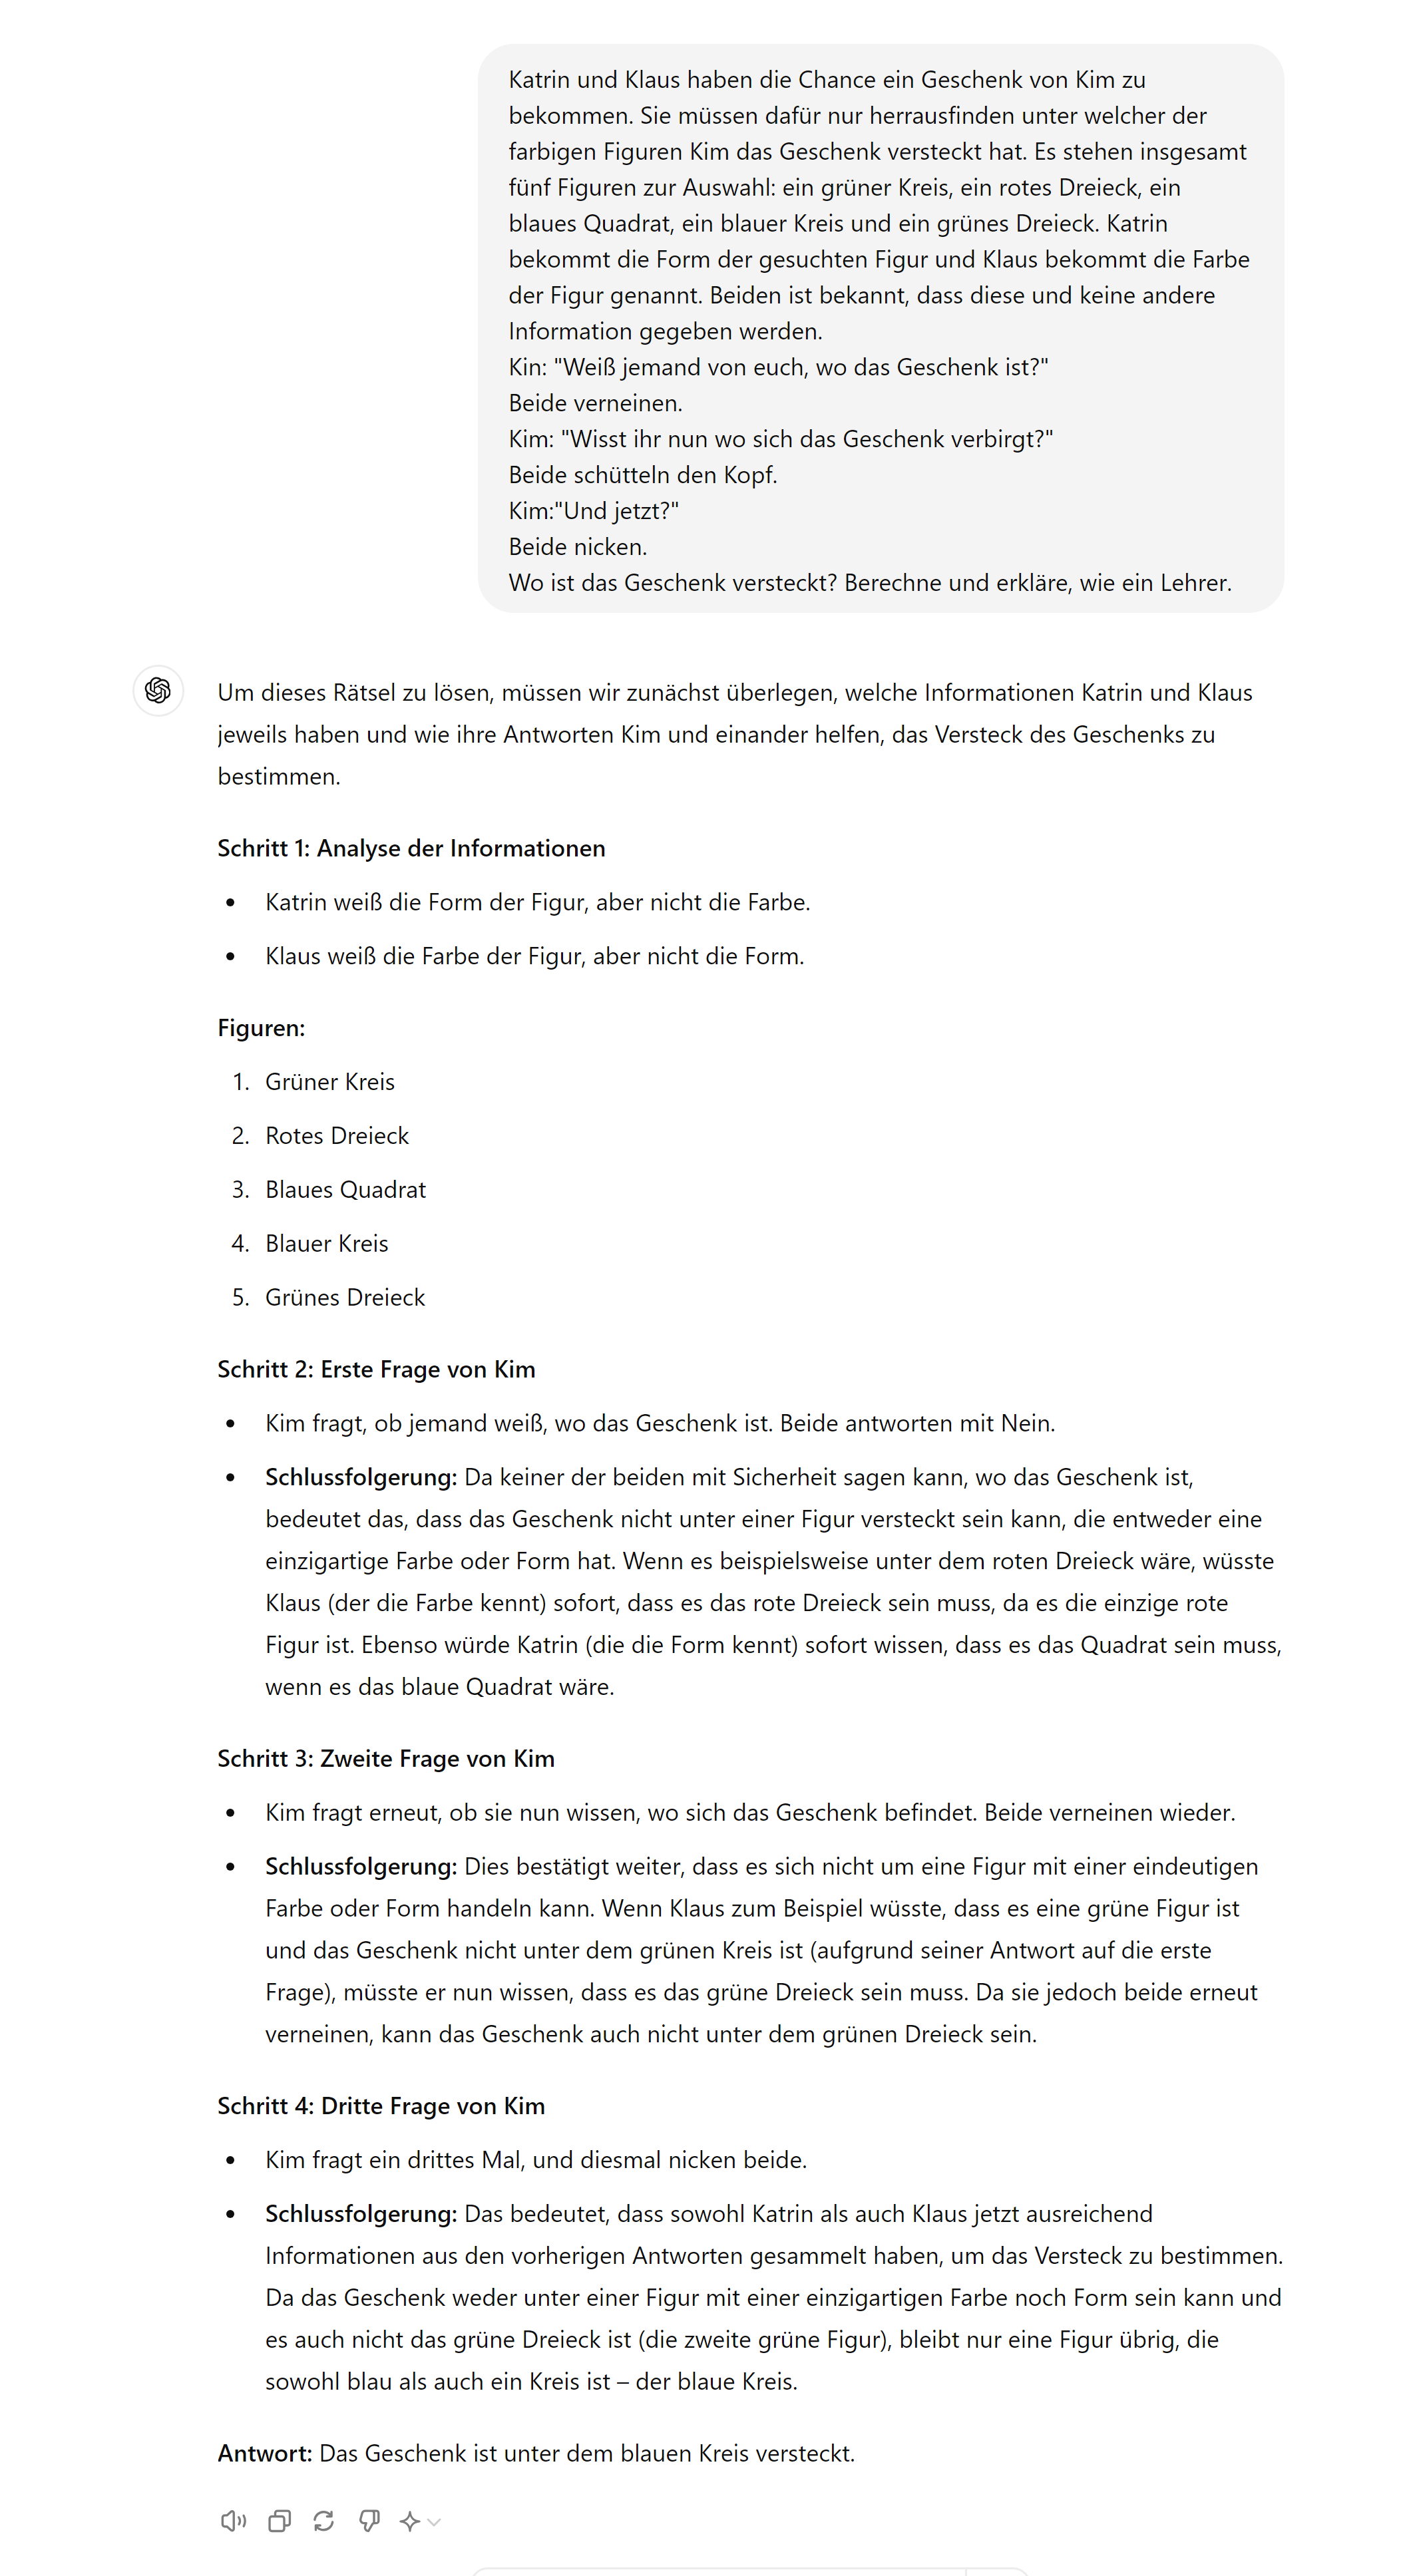 Katrin und Klaus haben die Chance ein Geschenk von Kim zu
bekommen. Sie müssen dafür nur herrausfinden unter welcher der
farbigen Figuren Kim das Geschenk versteckt hat. Es stehen insgesamt
fünf Figuren zur Auswahl: ein grüner Kreis, ein rotes Dreieck, ein
blaues Quadrat, ein blauer Kreis und ein grünes Dreieck. Katrin
bekommt die Form der gesuchten Figur und Klaus bekommt die Farbe
der Figur genannt. Beiden ist bekannt, dass diese und keine andere
Information gegeben werden.
Kin: "Weiß jemand von euch, wo das Geschenk ist?"
Beide verneinen.
Kim: "Wisst ihr nun wo sich das Geschenk verbirgt?"
Beide schütteln den Kopf.
Kim:"Und jetzt?"
Beide nicken.
Wo ist das Geschenk versteckt? Berechne und erkläre, wie ein Lehrer.
Um dieses Rätsel zu lösen, müssen wir zunächst überlegen, welche Informationen Katrin und Klaus
jeweils haben und wie ihre Antworten Kim und einander helfen, das Versteck des Geschenks zu
bestimmen.
Schritt 1: Analyse der Informationen
• Katrin weiß die Form der Figur, aber nicht die Farbe.
• Klaus weiß die Farbe der Figur, aber nicht die Form.
Figuren:
1. Grüner Kreis
2. Rotes Dreieck
3. Blaues Quadrat
4. Blauer Kreis
5. Grünes Dreieck
Schritt 2: Erste Frage von Kim
• Kim fragt, ob jemand weiß, wo das Geschenk ist. Beide antworten mit Nein.
• Schlussfolgerung: Da keiner der beiden mit Sicherheit sagen kann, wo das Geschenk ist,
bedeutet das, dass das Geschenk nicht unter einer Figur versteckt sein kann, die entweder eine
einzigartige Farbe oder Form hat. Wenn es beispielsweise unter dem roten Dreieck wäre, wüsste
Klaus (der die Farbe kennt) sofort, dass es das rote Dreieck sein muss, da es die einzige rote
Figur ist. Ebenso würde Katrin (die die Form kennt) sofort wissen, dass es das Quadrat sein muss,
wenn es das blaue Quadrat wäre.
Schritt 3: Zweite Frage von Kim
• Kim fragt erneut, ob sie nun wissen, wo sich das Geschenk befindet. Beide verneinen wieder.
• Schlussfolgerung: Dies bestätigt weiter, dass es sich nicht um eine Figur mit einer eindeutigen
Farbe oder Form handeln kann. Wenn Klaus zum Beispiel wüsste, dass es eine grüne Figur ist
und das Geschenk nicht unter dem grünen Kreis ist (aufgrund seiner Antwort auf die erste
Frage), müsste er nun wissen, dass es das grüne Dreieck sein muss. Da sie jedoch beide erneut
verneinen, kann das Geschenk auch nicht unter dem grünen Dreieck sein.
Schritt 4: Dritte Frage von Kim
• Kim fragt ein drittes Mal, und diesmal nicken beide.
• Schlussfolgerung: Das bedeutet, dass sowohl Katrin als auch Klaus jetzt ausreichend
Informationen aus den vorherigen Antworten gesammelt haben, um das Versteck zu bestimmen.
Da das Geschenk weder unter einer Figur mit einer einzigartigen Farbe noch Form sein kann und
es auch nicht das grüne Dreieck ist (die zweite grüne Figur), bleibt nur eine Figur übrig, die
sowohl blau als auch ein Kreis ist – der blaue Kreis.
Antwort: Das Geschenk ist unter dem blauen Kreis versteckt.